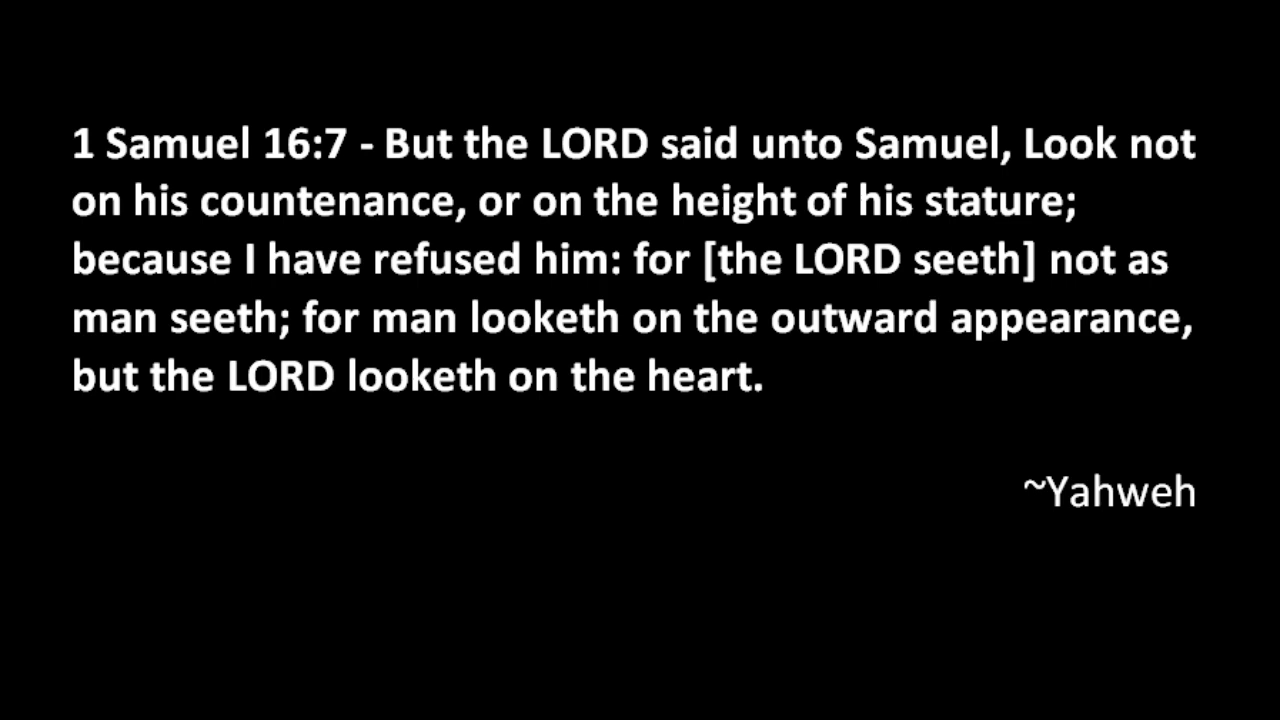 1 Samuel 16:7 - But the LORD said unto Samuel, Look not
on his countenance, or on the height of his stature;
because I have refused him: for [the LORD seeth] not as
man seeth; for man looketh on the outward appearance,
but the LORD looketh on the heart.
~Yahweh